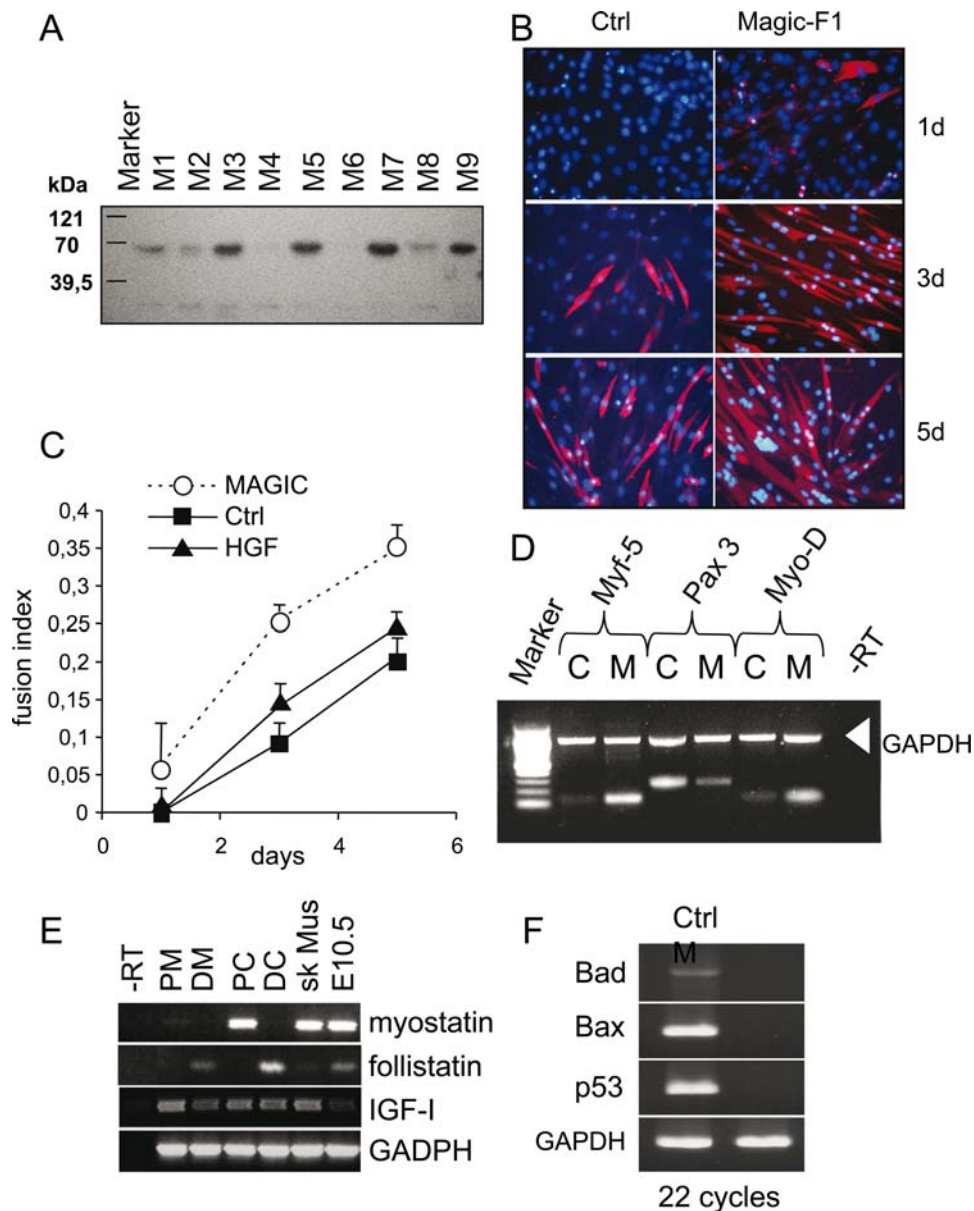 A
kDa
Marker
M1
M2
M3
M4
M5
M6
M7
M8
M9
121
70
39,5
B
Ctrl
Magic-F1
1d
3d
5d
C
MAGIC
Ctrl
HGF
fusion index
0,4
0,35
0,3
0,25
0,2
0,15
0,1
0,05
0
0 2 4 6
days
D
Marker
Myf-5
Pax 3
Myo-D
-RT
C M C M C M
GAPDH
E
-RT
PM
DM
PC
DC
sk Mus
E10.5
myostatin
follistatin
IGF-I
GADPH
F
Ctrl
M
Bad
Bax
p53
GAPDH
22 cycles